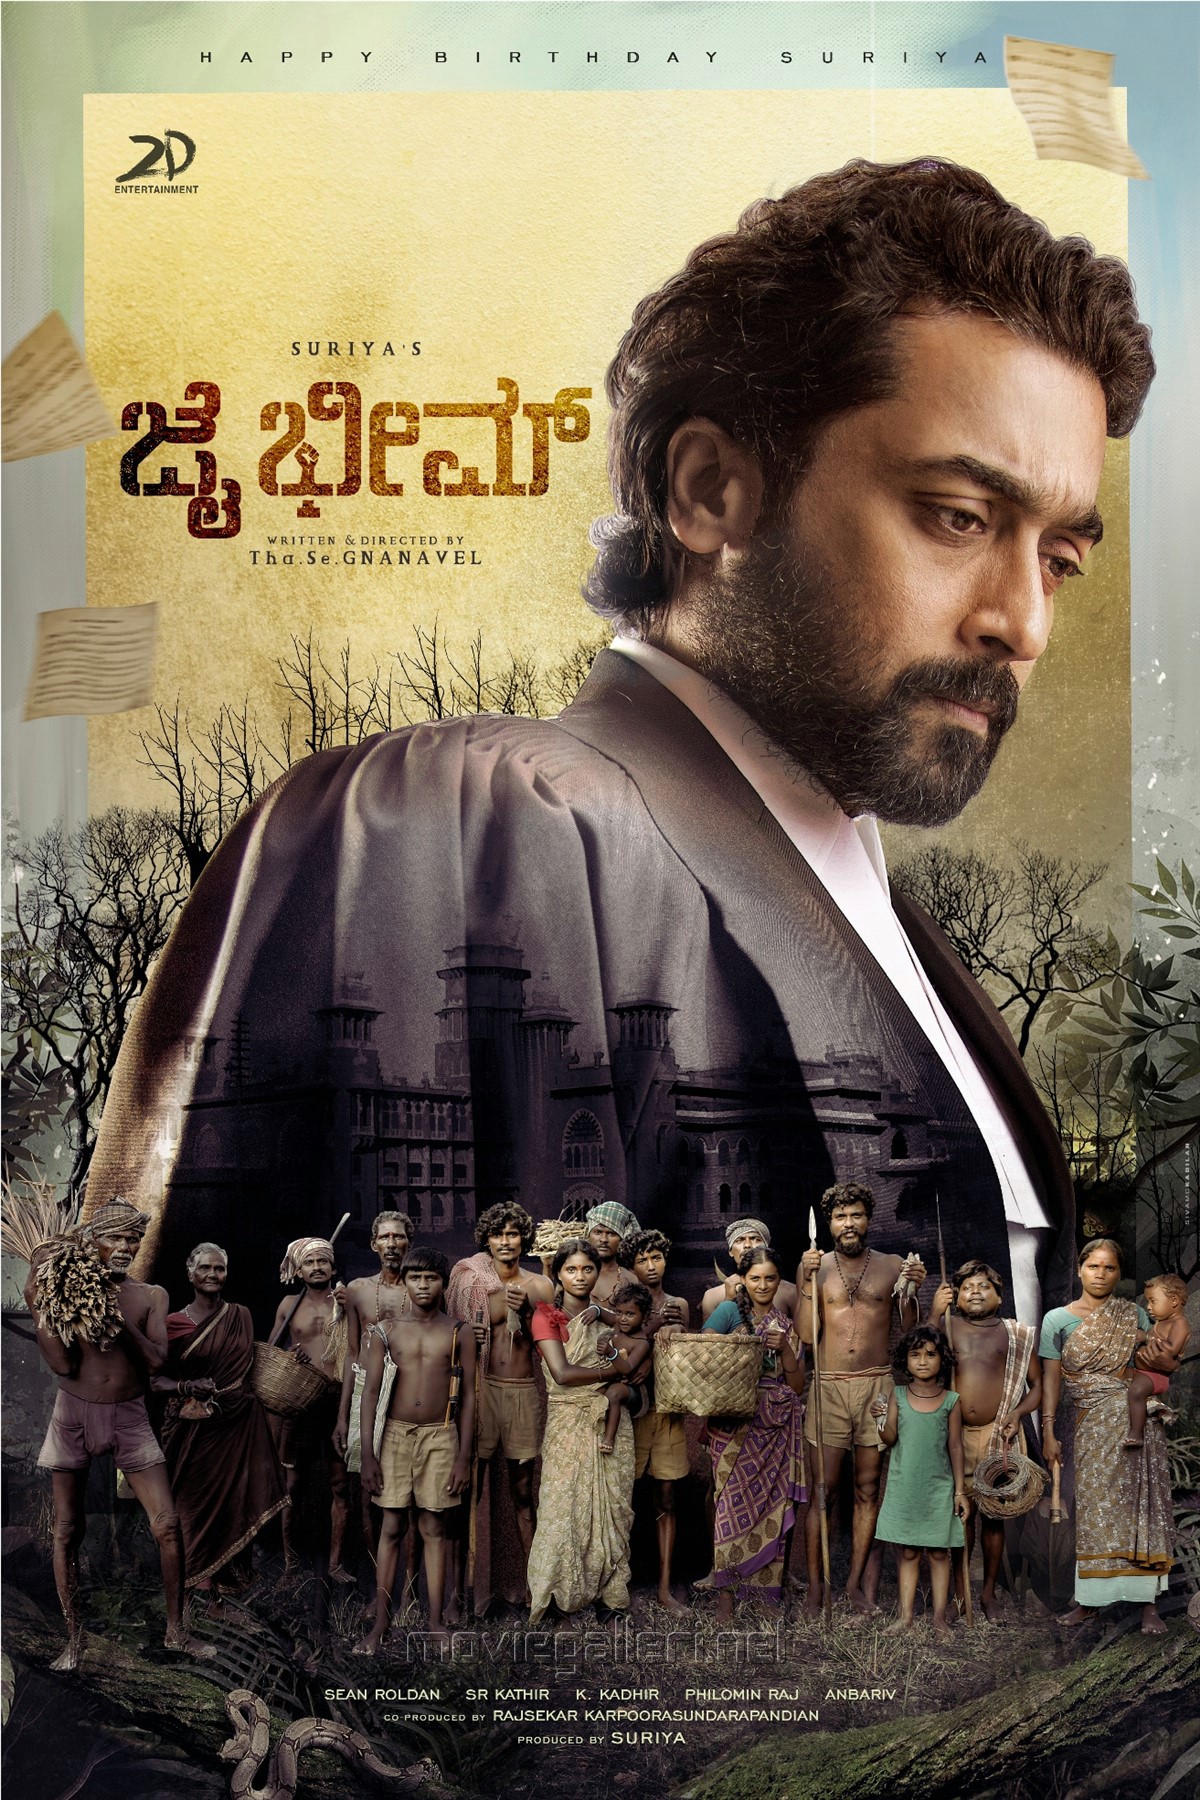 HAPPY BIRTHDAY SURIYA
2D
ENTERTAINMENT
SURIYA'S
ಜೈ ಭೀಮ್
WRITTEN & DIRECTED BY
Tha.Se.GNANAVEL
SIVAMGRABILAN
moviegalleri.net
SEAN ROLDAN SR KATHIR K. KADHIR PHILOMIN RAJ ANBARIV
CO-PRODUCED BY RAJSEKAR KARPOORASUNDARAPANDIAN
PRODUCED BY SURIYA